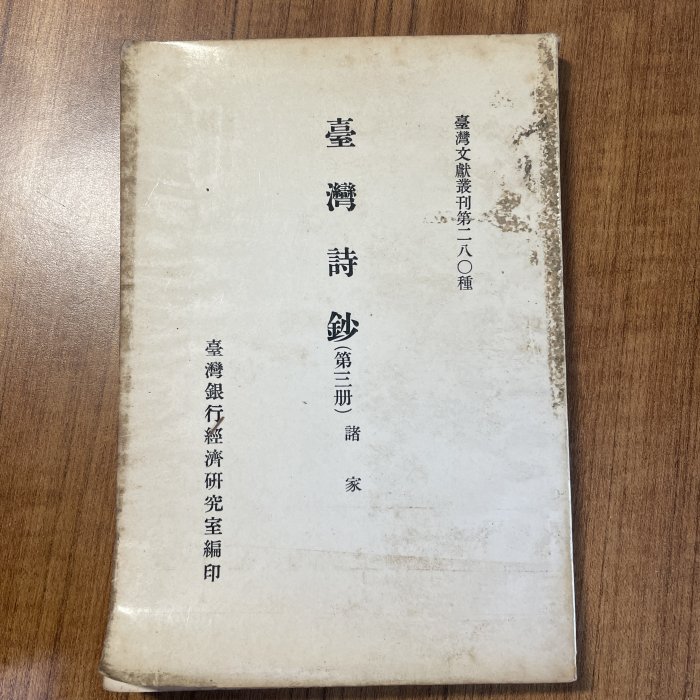 臺灣文獻叢刊第二八〇種
臺灣詩鈔(第三册) 諸家
臺灣銀行經濟研究室編印